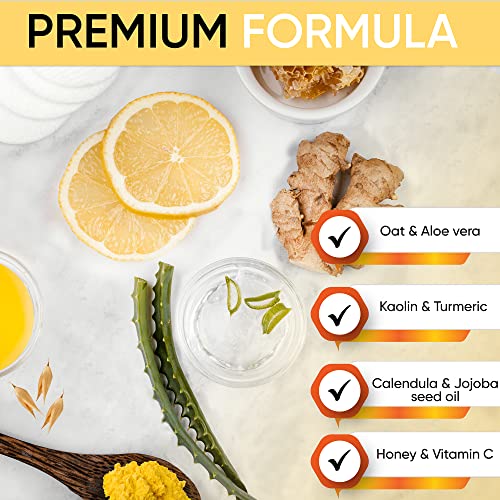 PREMIUM FORMULA
Oat & Aloe vera
Kaolin & Turmeric
Calendula & Jojoba
seed oil
Honey & Vitamin C